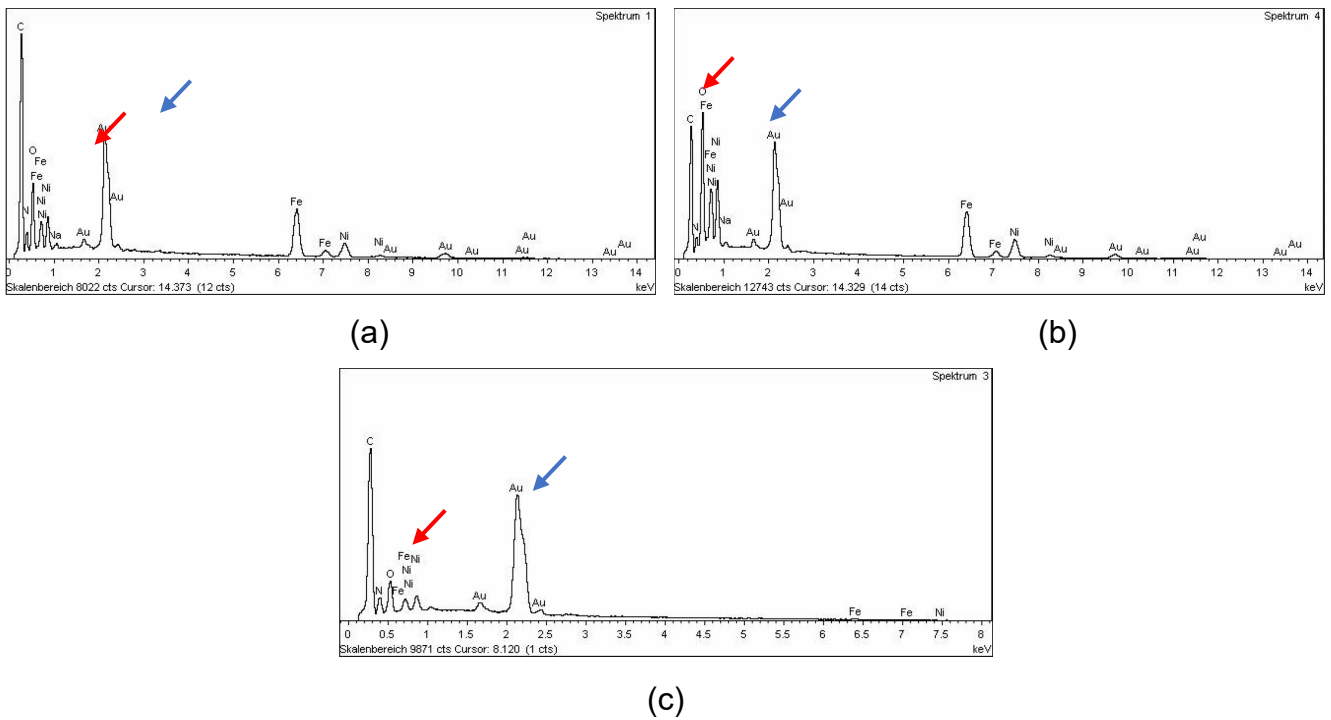 Spektrum 1
C
O
Fe
Fe
N
Ni
Ni
Ni
Na
Au
A
Au
Fe
Fe
Ni
Ni
Au
Au
Au
Au
Au
Au
Au
0 1 2 3 4 5 6 7 8 9 10 11 12 13 14
Skalenbereich 8022 cts Cursor: 14.373 (12 cts)
keV
(a)
Spektrum 4
O
Fe
C
Ni
Fe
Ni
Ni
N
Na
Au
Au
Au
Fe
Fe
Ni
Ni
Au
Au
Au
Au
Au
Au
Au
0 1 2 3 4 5 6 7 8 9 10 11 12 13 14
Skalenbereich 12743 cts Cursor: 14.329 (14 cts)
keV
(b)
Spektrum 3
C
Au
Fe
Ni
O
Ni
N
Fe
Ni
Au
Au
Fe
Fe
Ni
0 0.5 1 1.5 2 2.5 3 3.5 4 4.5 5 5.5 6 6.5 7 7.5 8
Skalenbereich 9871 cts Cursor: 8.120 (1 cts)
keV
(c)